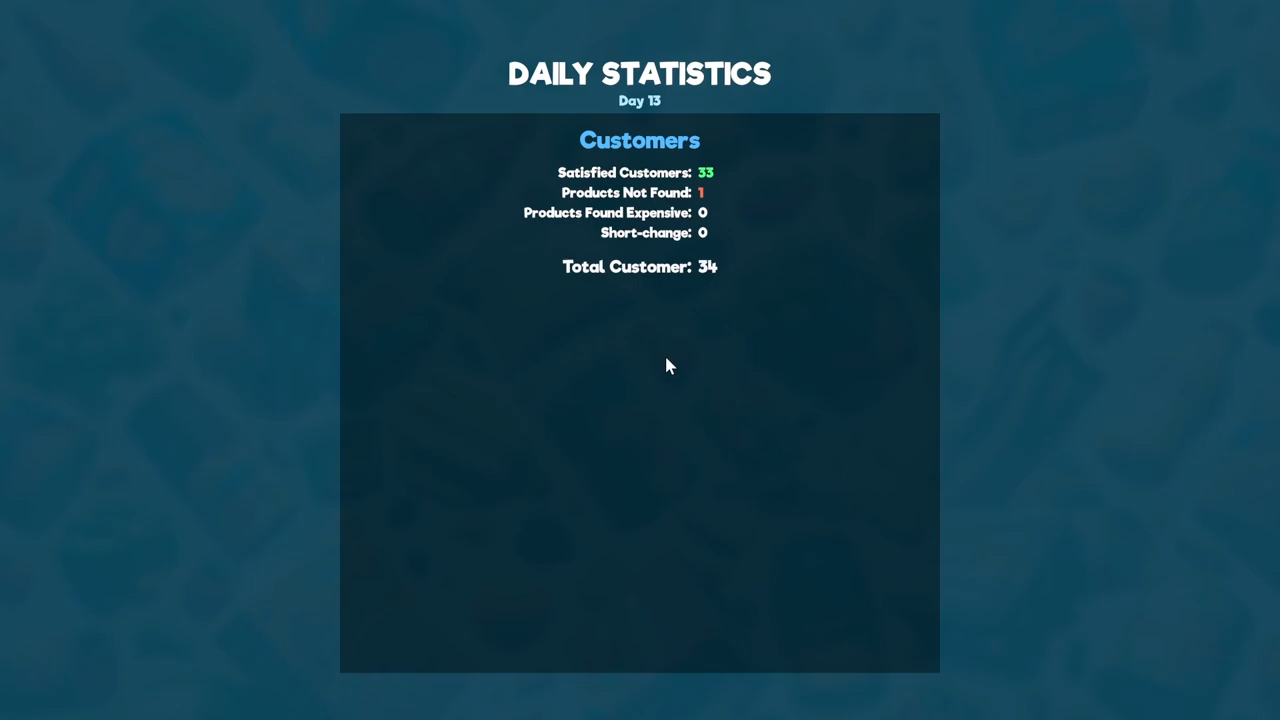 DAILY STATISTICS
Day 13
Customers
Satisfied Customers: 33
Products Not Found: 1
Products Found Expensive: 0
Short-change: 0
Total Customer: 34